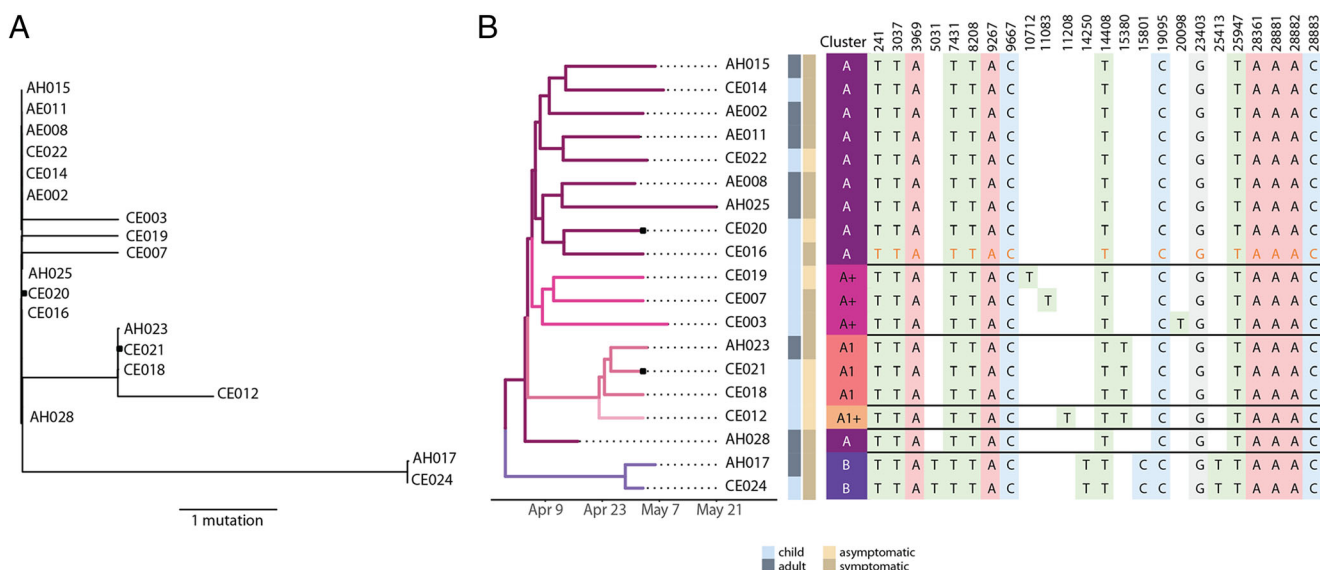 A
AH015
AE011
AE008
CE022
CE014
AE002
CE003
CE019
CE007
AH025
CE020
CE016
AH023
CE021
CE018
CE012
AH028
AH017
CE024
1 mutation
B
Cluster 241 3037 3969 5031 7431 8208 9267 9667 10712 11083 11208 14250 14408 15380 15801 19095 20098 23403 25413 25947 28361 28881 28882 28883
AH015 A T T A T T A C T C G T A A A C
CE014 A T T A T T A C T C G T A A A C
AE002 A T T A T T A C T C G T A A A C
AE011 A T T A T T A C T C G T A A A C
CE022 A T T A T T A C T C G T A A A C
AE008 A T T A T T A C T C G T A A A C
AH025 A T T A T T A C T C G T A A A C
CE020 A T T A T T A C T C G T A A A C
CE016 A T T A T T A C T C G T A A A C
CE019 A+ T T A T T A C T T C G T A A A C
CE007 A+ T T A T T A C T T C G T A A A C
CE003 A+ T T A T T A C T C T G T A A A C
AH023 A1 T T A T T A C T T C G T A A A C
CE021 A1 T T A T T A C T T C G T A A A C
CE018 A1 T T A T T A C T T C G T A A A C
CE012 A1+ T T A T T A C T T T C G T A A A C
AH028 A T T A T T A C T C G T A A A C
AH017 B T T A T T T A C T T C C G T T A A A C
CE024 B T T A T T T A C T T C C G T T A A A C
Apr 9 Apr 23 May 7 May 21
child asymptomatic
adult symptomatic